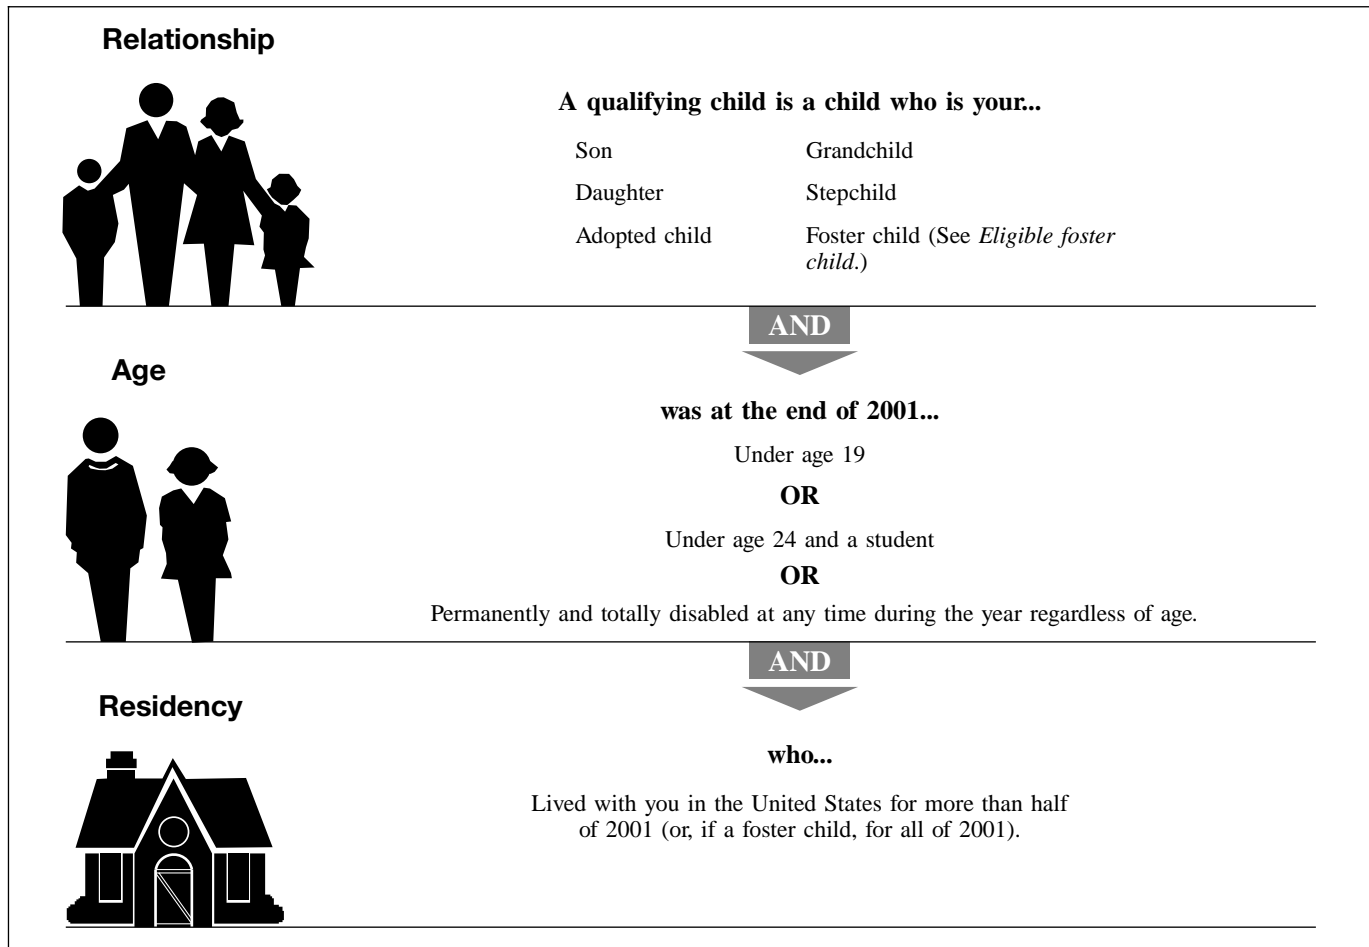 Relationship
A qualifying child is a child who is your...
Son Grandchild
Daughter Stepchild
Adopted child Foster child (See Eligible foster
child.)
AND
Age
was at the end of 2001...
Under age 19
OR
Under age 24 and a student
OR
Permanently and totally disabled at any time during the year regardless of age.
AND
Residency
who...
Lived with you in the United States for more than half
of 2001 (or, if a foster child, for all of 2001).